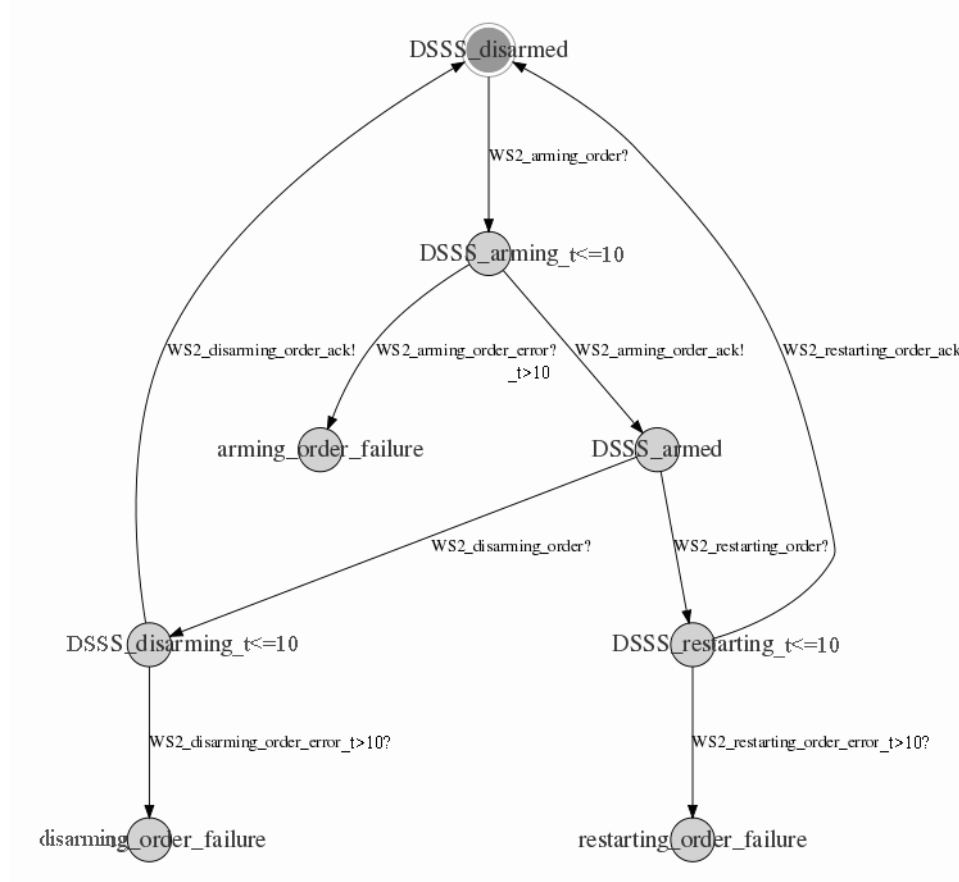 DSSS_disarmed
WS2_arming_order?
DSSS_arming_t<=10
WS2_disarming_order_ack!
WS2_arming_order_error?
_t>10
WS2_arming_order_ack!
WS2_restarting_order_ack
arming_order_failure
DSSS_armed
WS2_disarming_order?
WS2_restarting_order?
DSSS_disarming_t<=10
DSSS_restarting_t<=10
WS2_disarming_order_error_t>10?
WS2_restarting_order_error_t>10?
disarming_order_failure
restarting_order_failure